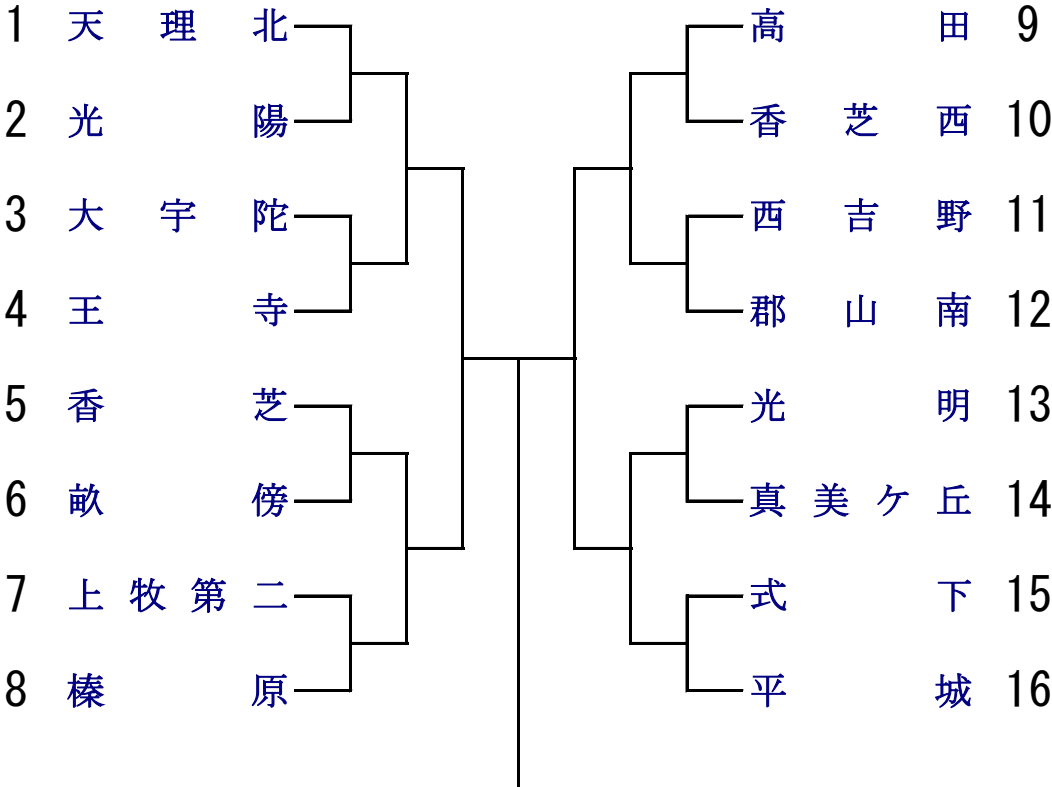 1 天理北
2 光陽
3 大宇陀
4 王寺
5 香芝
6 畝傍
7 上牧第二
8 榛原
高田 9
香芝西 10
西吉野 11
郡山南 12
光明 13
真美ケ丘 14
式下 15
平城 16